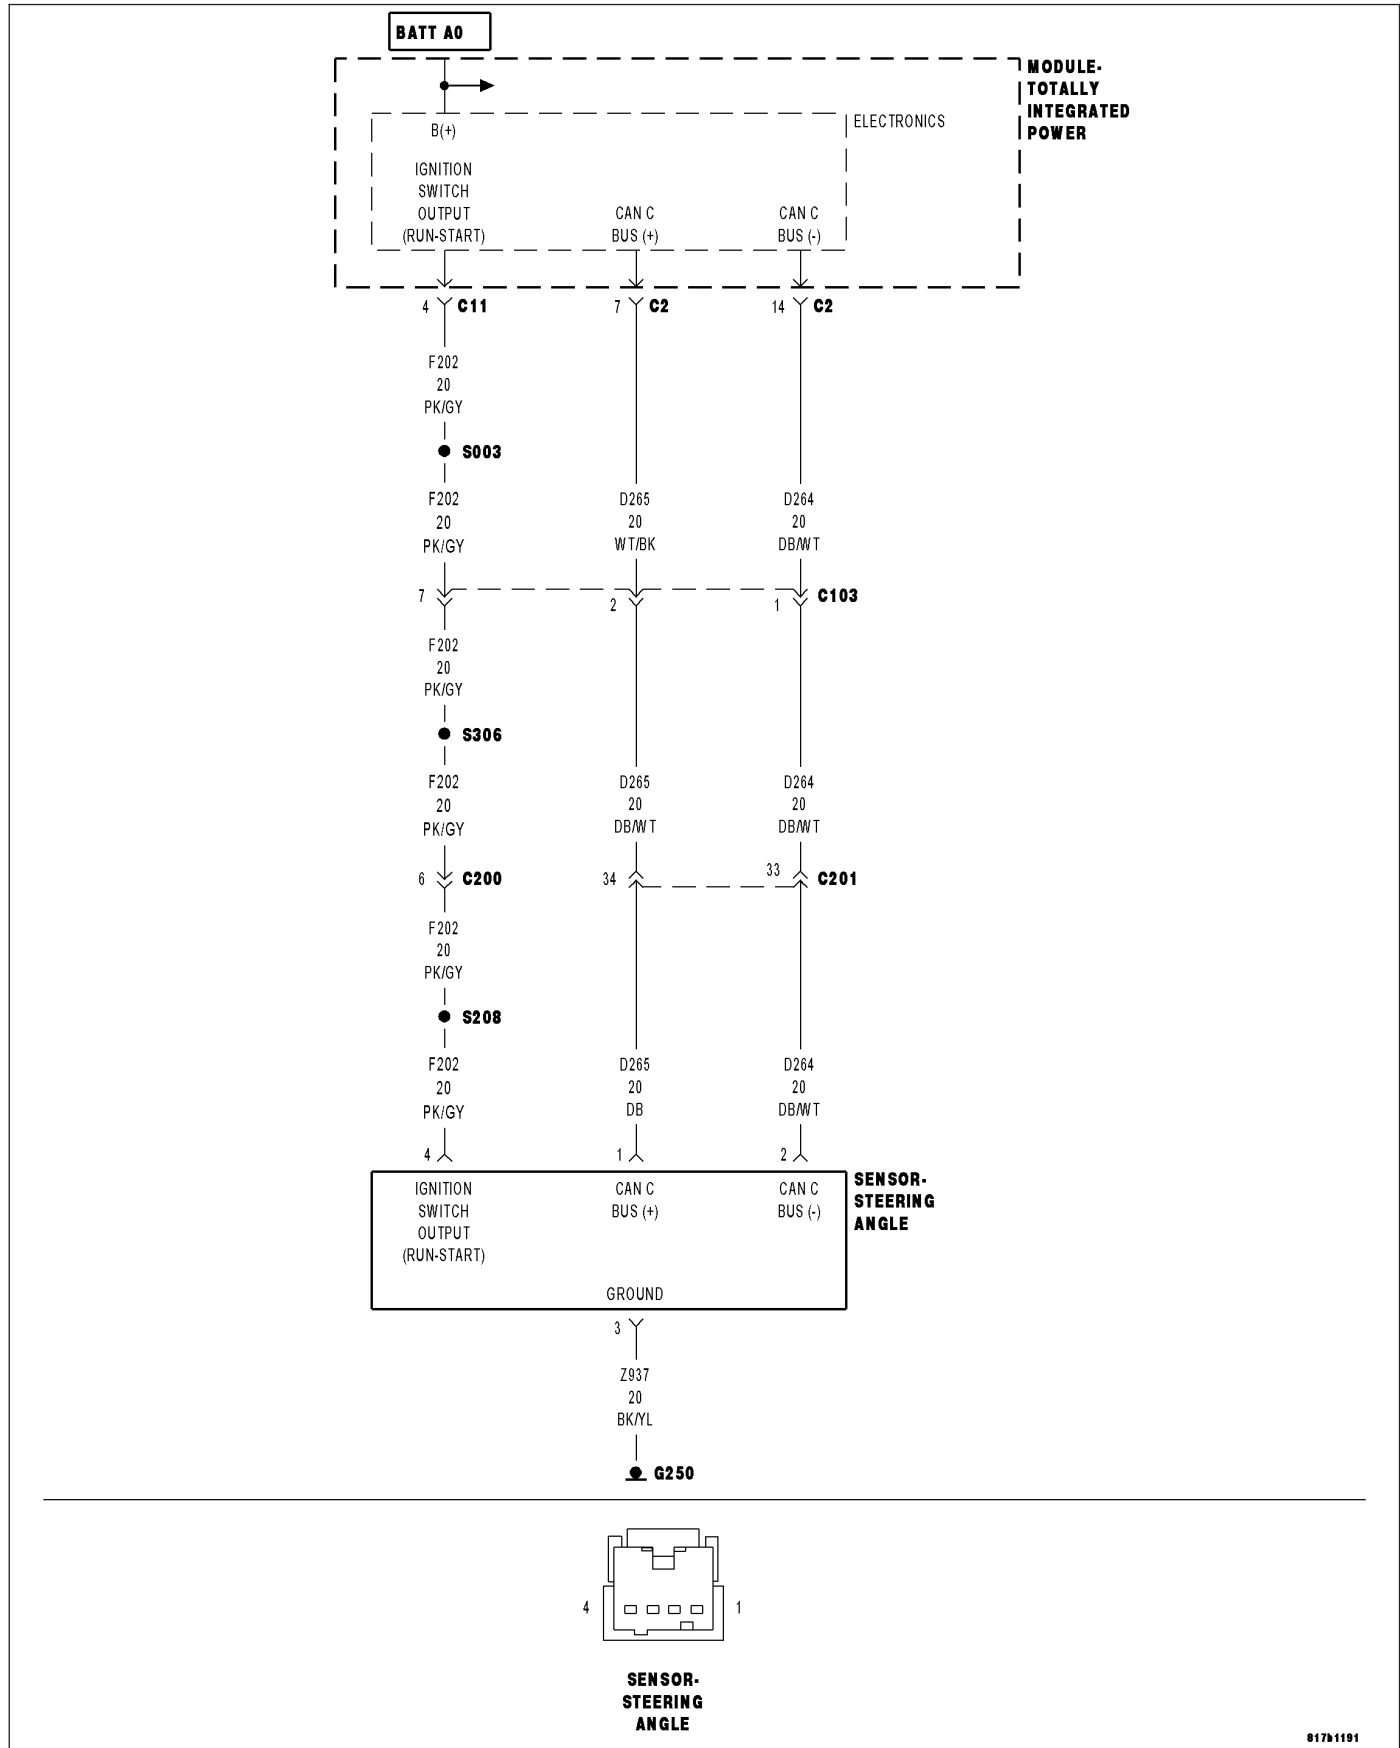 BATT A0
MODULE-
TOTALLY
INTEGRATED
POWER
ELECTRONICS
B(+)
IGNITION
SWITCH
OUTPUT
(RUN-START)
CAN C
BUS (+)
CAN C
BUS (-)
4 C11
7 C2
14 C2
F202
20
PK/GY
S003
F202
20
PK/GY
D265
20
WT/BK
D264
20
DB/WT
7
2
1
C103
F202
20
PK/GY
S306
F202
20
PK/GY
D265
20
DB/WT
D264
20
DB/WT
6 C200
34
33
C201
F202
20
PK/GY
S208
F202
20
PK/GY
D265
20
DB
D264
20
DB/WT
4
1
2
IGNITION
SWITCH
OUTPUT
(RUN-START)
CAN C
BUS (+)
CAN C
BUS (-)
SENSOR-
STEERING
ANGLE
GROUND
3
Z937
20
BK/YL
G250
4
1
SENSOR-
STEERING
ANGLE
817b1191